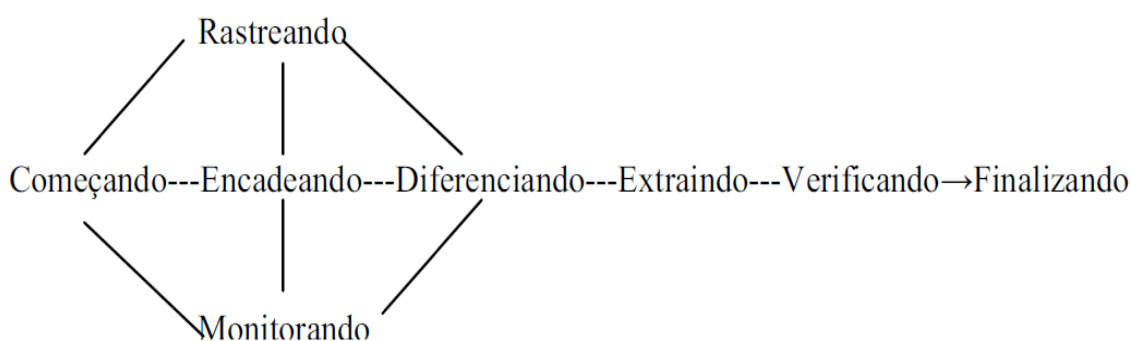 Rastreando
Começando---Encadeando---Diferenciando---Extraindo---Verificando→Finalizando
Monitorando